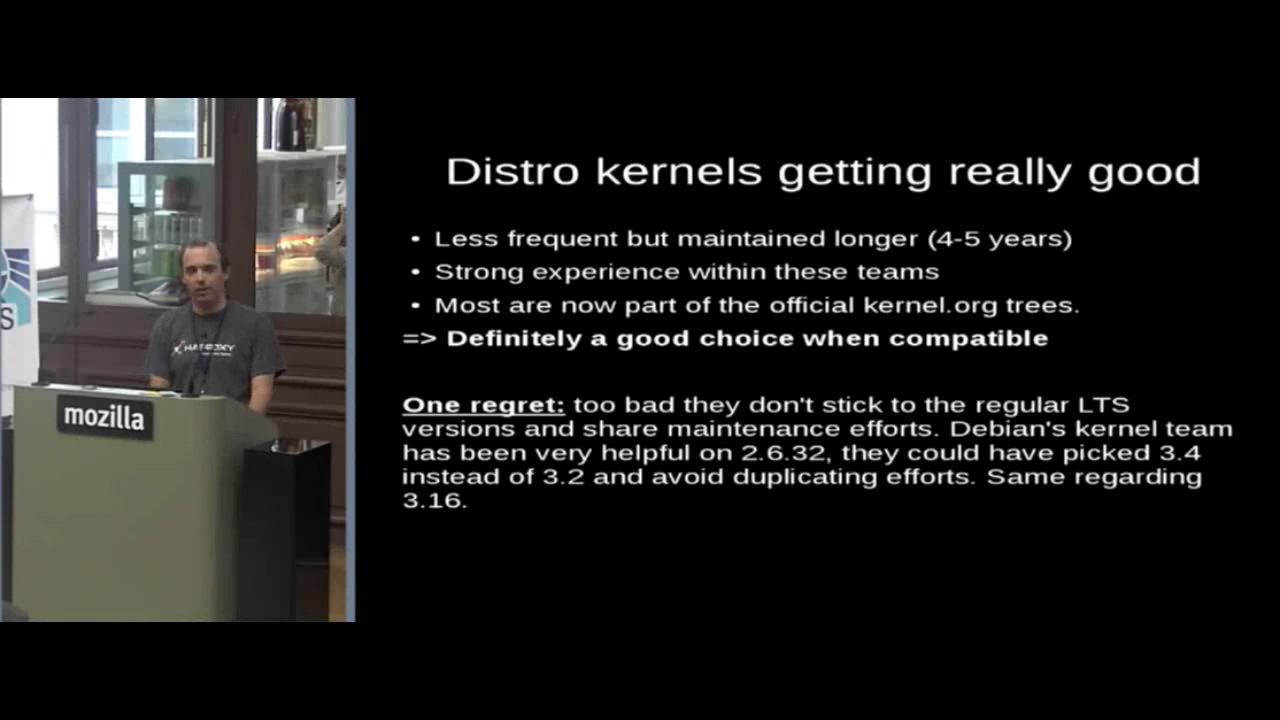 Distro kernels getting really good
• Less frequent but maintained longer (4-5 years)
• Strong experience within these teams
• Most are now part of the official kernel.org trees.
=> Definitely a good choice when compatible
One regret: too bad they don't stick to the regular LTS
versions and share maintenance efforts. Debian's kernel team
has been very helpful on 2.6.32, they could have picked 3.4
instead of 3.2 and avoid duplicating efforts. Same regarding
3.16.
mozilla
S